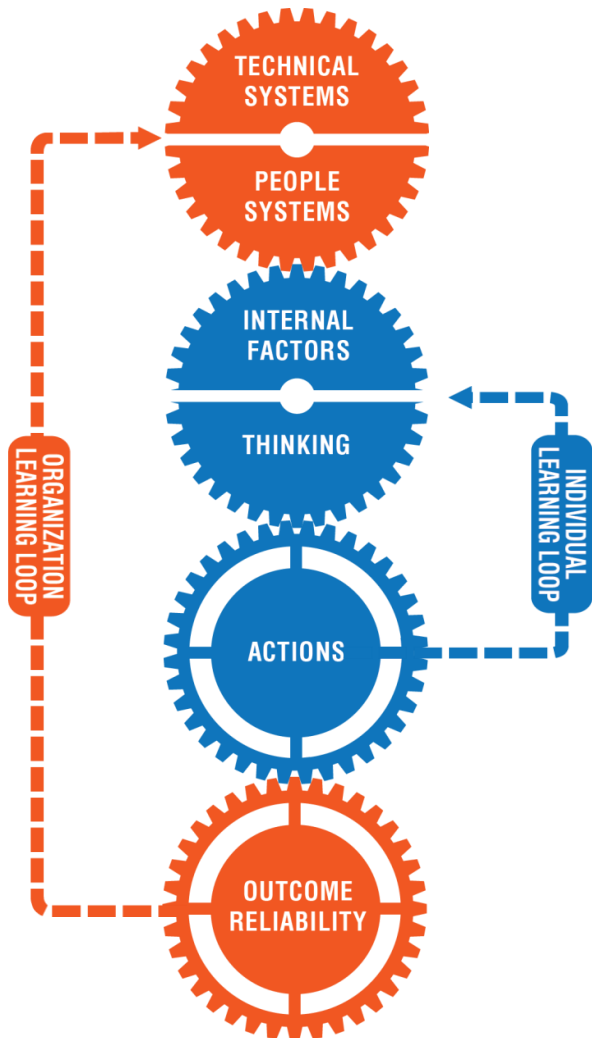 TECHNICAL
SYSTEMS
PEOPLE
SYSTEMS
INTERNAL
FACTORS
THINKING
ORGANIZATION
LEARNING LOOP
INDIVIDUAL
LEARNING LOOP
ACTIONS
OUTCOME
RELIABILITY